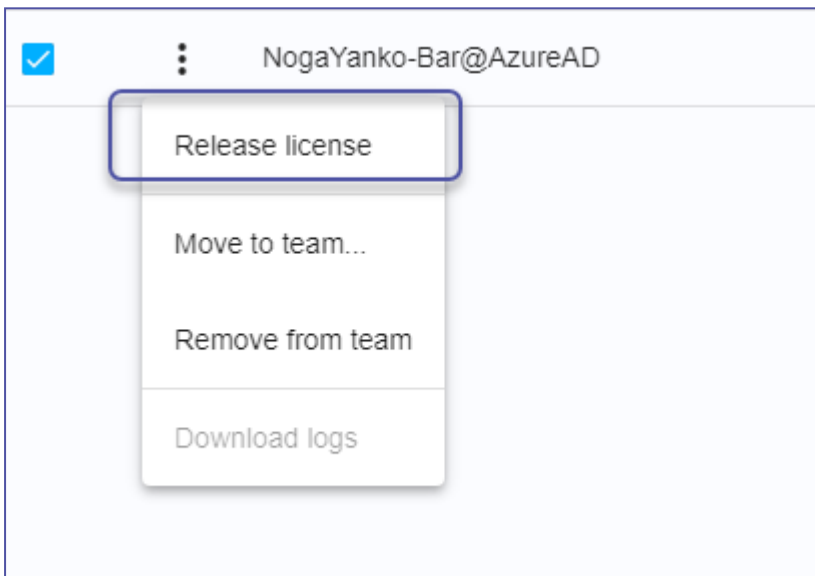 NogaYanko-Bar@AzureAD
Release license
Move to team...
Remove from team
Download logs